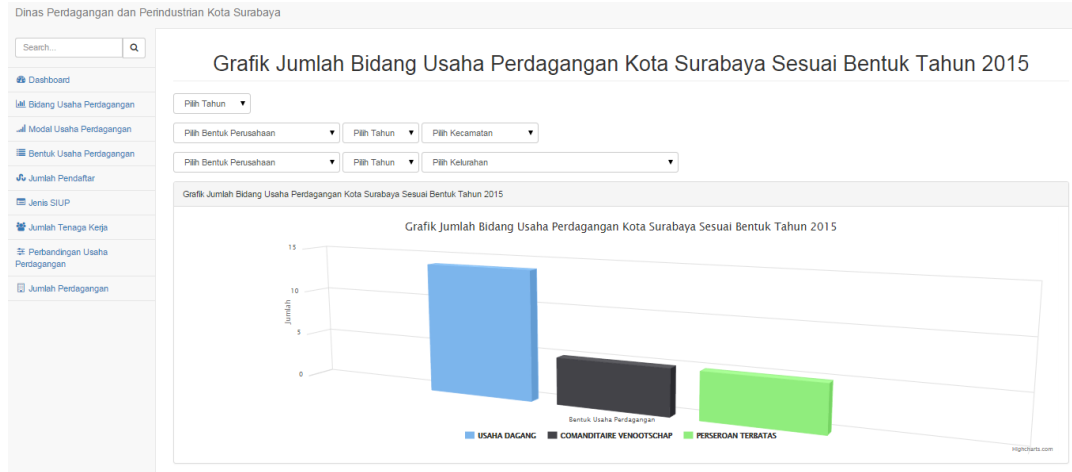 Dinas Perdagangan dan Perindustrian Kota Surabaya
Search...
Dashboard
Bidang Usaha Perdagangan
Modal Usaha Perdagangan
Bentuk Usaha Perdagangan
Jumlah Pendaftar
Jenis SIUP
Jumlah Tenaga Kerja
Perbandingan Usaha
Perdagangan
Jumlah Perdagangan
Grafik Jumlah Bidang Usaha Perdagangan Kota Surabaya Sesuai Bentuk Tahun 2015
Pilih Tahun
Pilih Bentuk Perusahaan Pilih Tahun Pilih Kecamatan
Pilih Bentuk Perusahaan Pilih Tahun Pilih Kelurahan
Grafik Jumlah Bidang Usaha Perdagangan Kota Surabaya Sesuai Bentuk Tahun 2015
Grafik Jumlah Bidang Usaha Perdagangan Kota Surabaya Sesuai Bentuk Tahun 2015
15
10
5
0
Jumlah
Bentuk Usaha Perdagangan
USAHA DAGANG COMANDITAIRE VENOOTSCHAP PERSEROAN TERBATAS
Highcharts.com